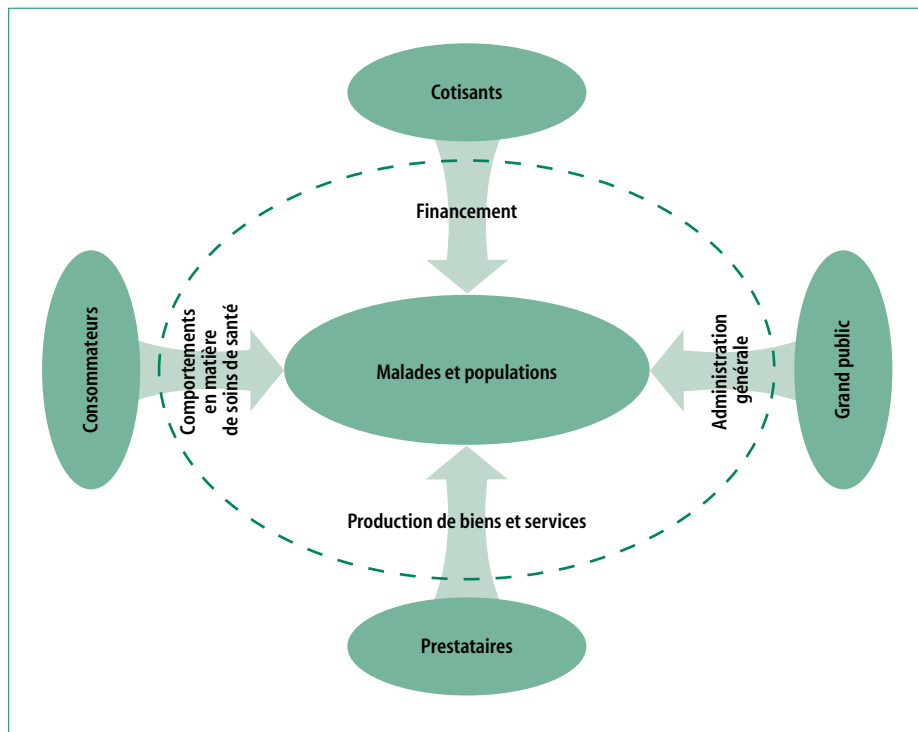 Cotisants
Financement
Consommateurs
Comportements
en matière
de soins de santé
Malades et populations
Administration
générale
Grand public
Production de biens et services
Prestataires